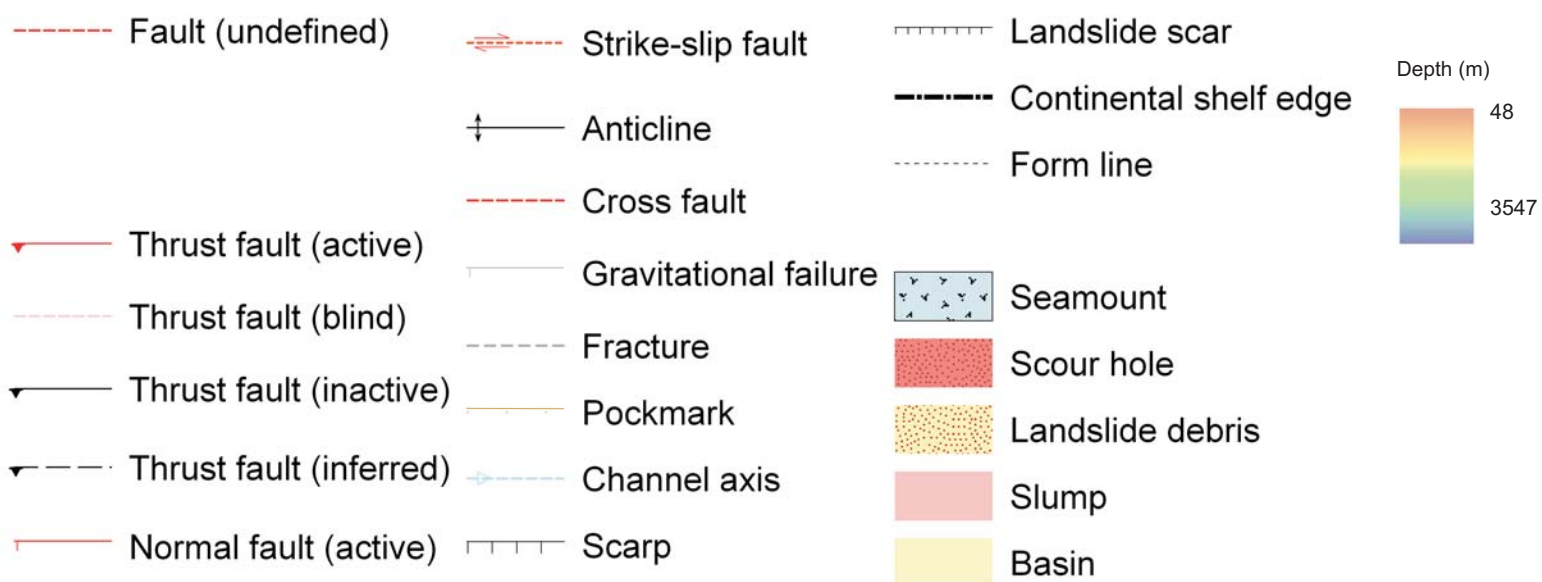 Fault (undefined)
Thrust fault (active)
Thrust fault (blind)
Thrust fault (inactive)
Thrust fault (inferred)
Normal fault (active)
Strike-slip fault
Anticline
Cross fault
Gravitational failure
Fracture
Pockmark
Channel axis
Scarp
Landslide scar
Continental shelf edge
Form line
Seamount
Scour hole
Landslide debris
Slump
Basin
Depth (m)
48
3547